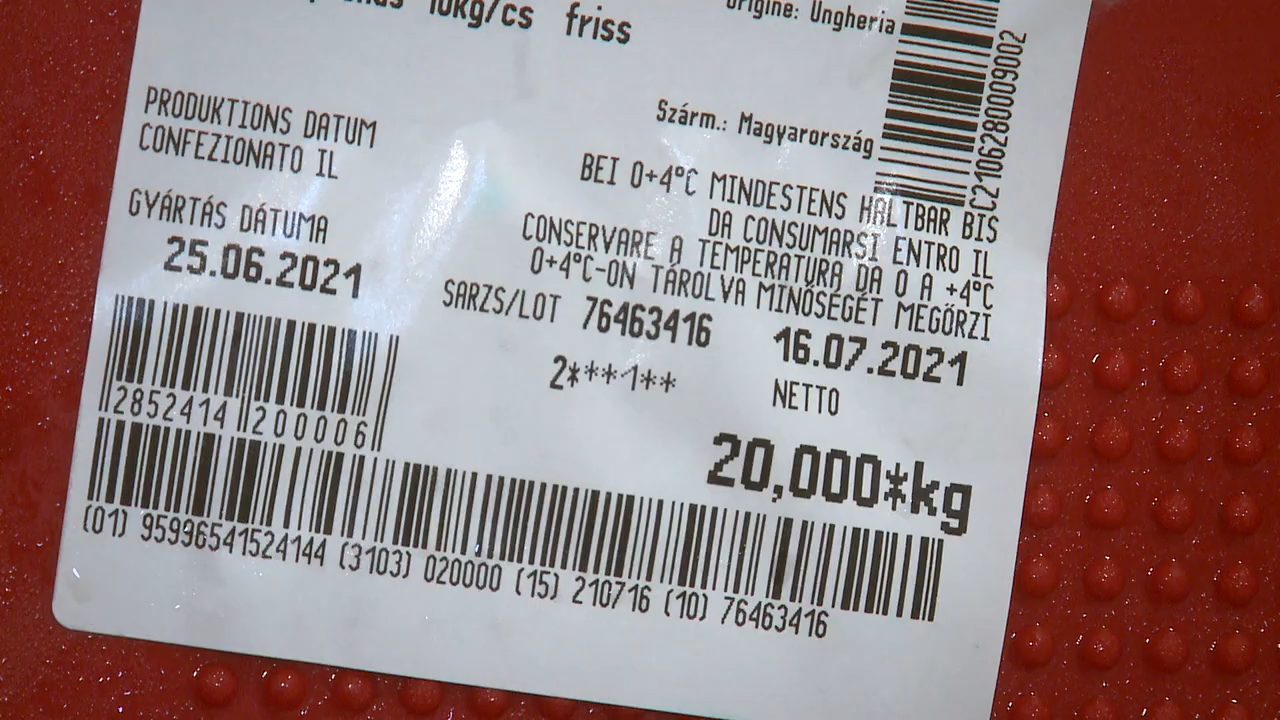 10kg/cs friss
Origine: Ungheria
C2106280009002
PRODUKTIONS DATUM
CONFEZIONATO IL
Szárm.: Magyarország
GYÁRTÁS DÁTUMA
25.06.2021
BEI 0+4°C MINDESTENS HALTBAR BIS
DA CONSUMARSI ENTRO IL
CONSERVARE A TEMPERATURA DA 0 A +4°C
0+4°C-ON TÁROLVA MINŐSÉGÉT MEGŐRZI
SARZS/LOT 76463416
16.07.2021
2***1**
NETTO
20,000*kg
2852414 200006
(01) 95996541524144 (3103) 020000 (15) 210716 (10) 76463416